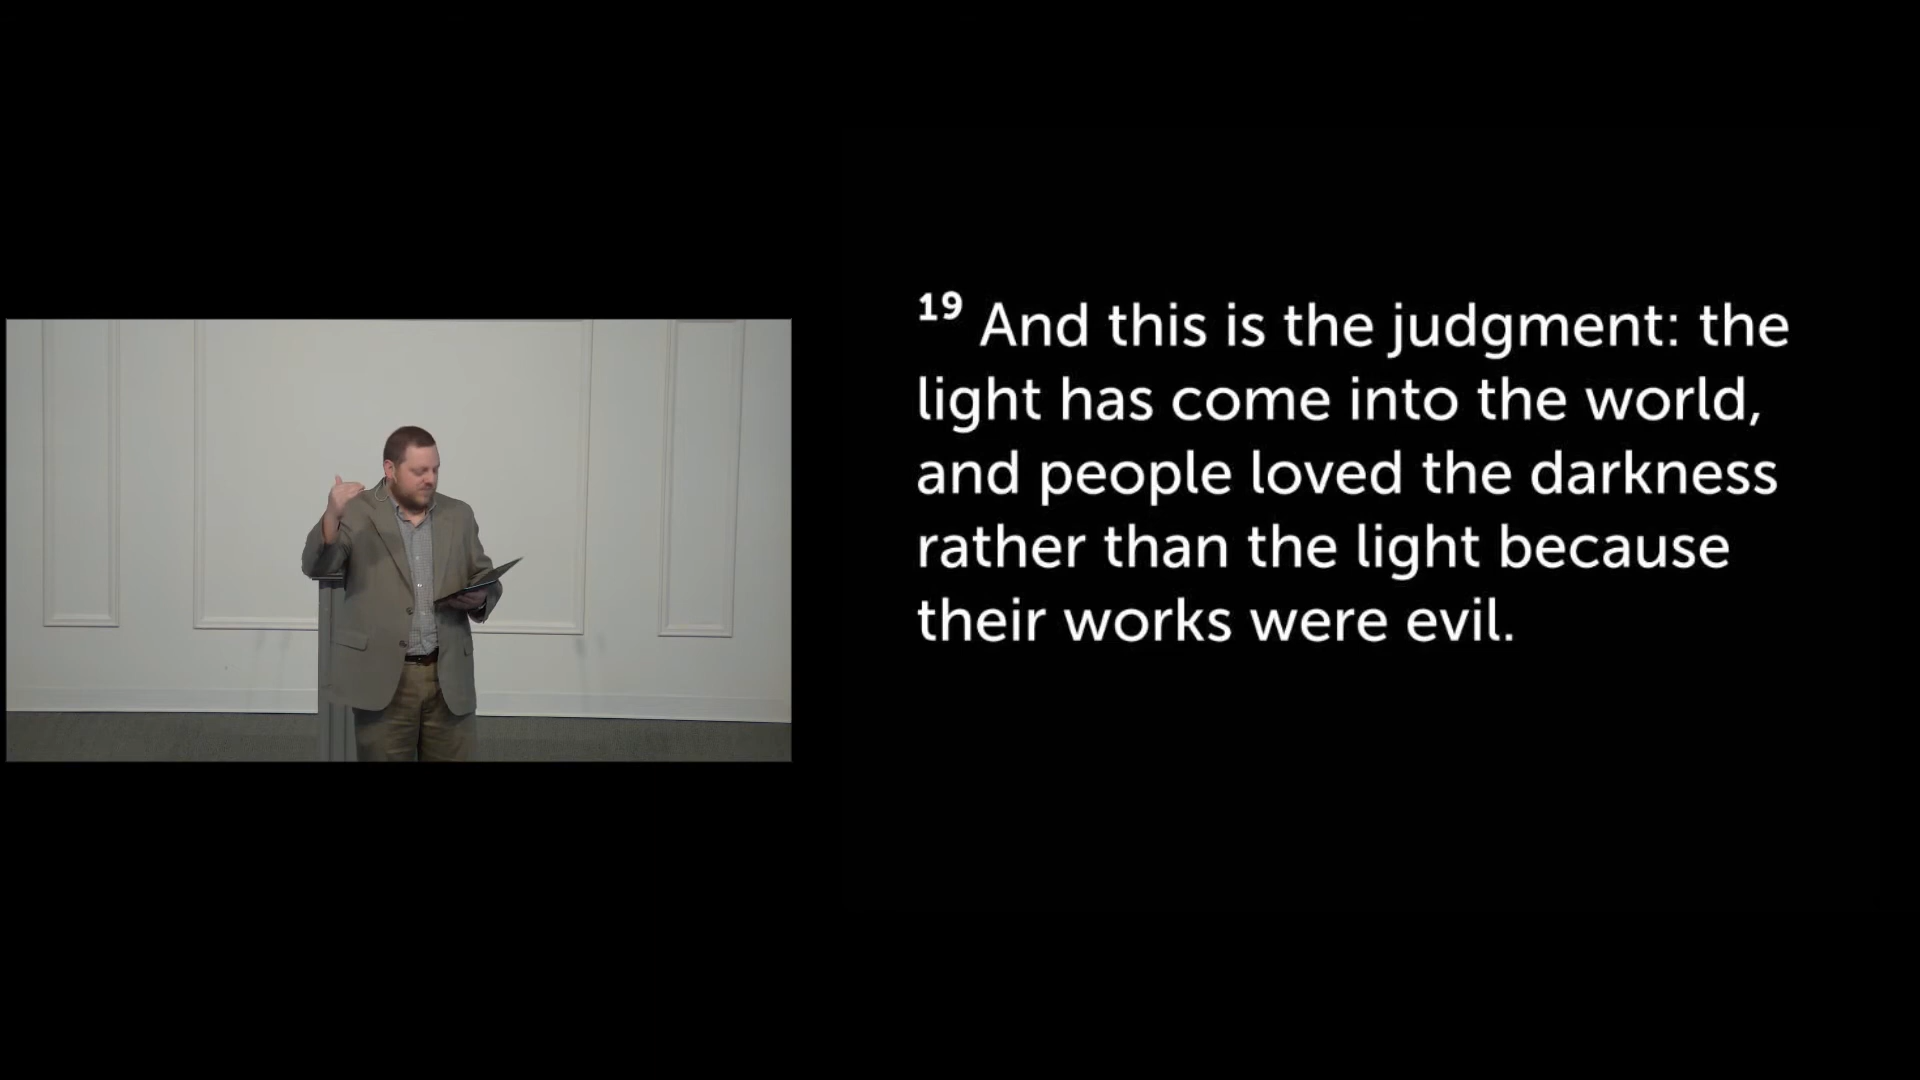 19 And this is the judgment: the
light has come into the world,
and people loved the darkness
rather than the light because
their works were evil.